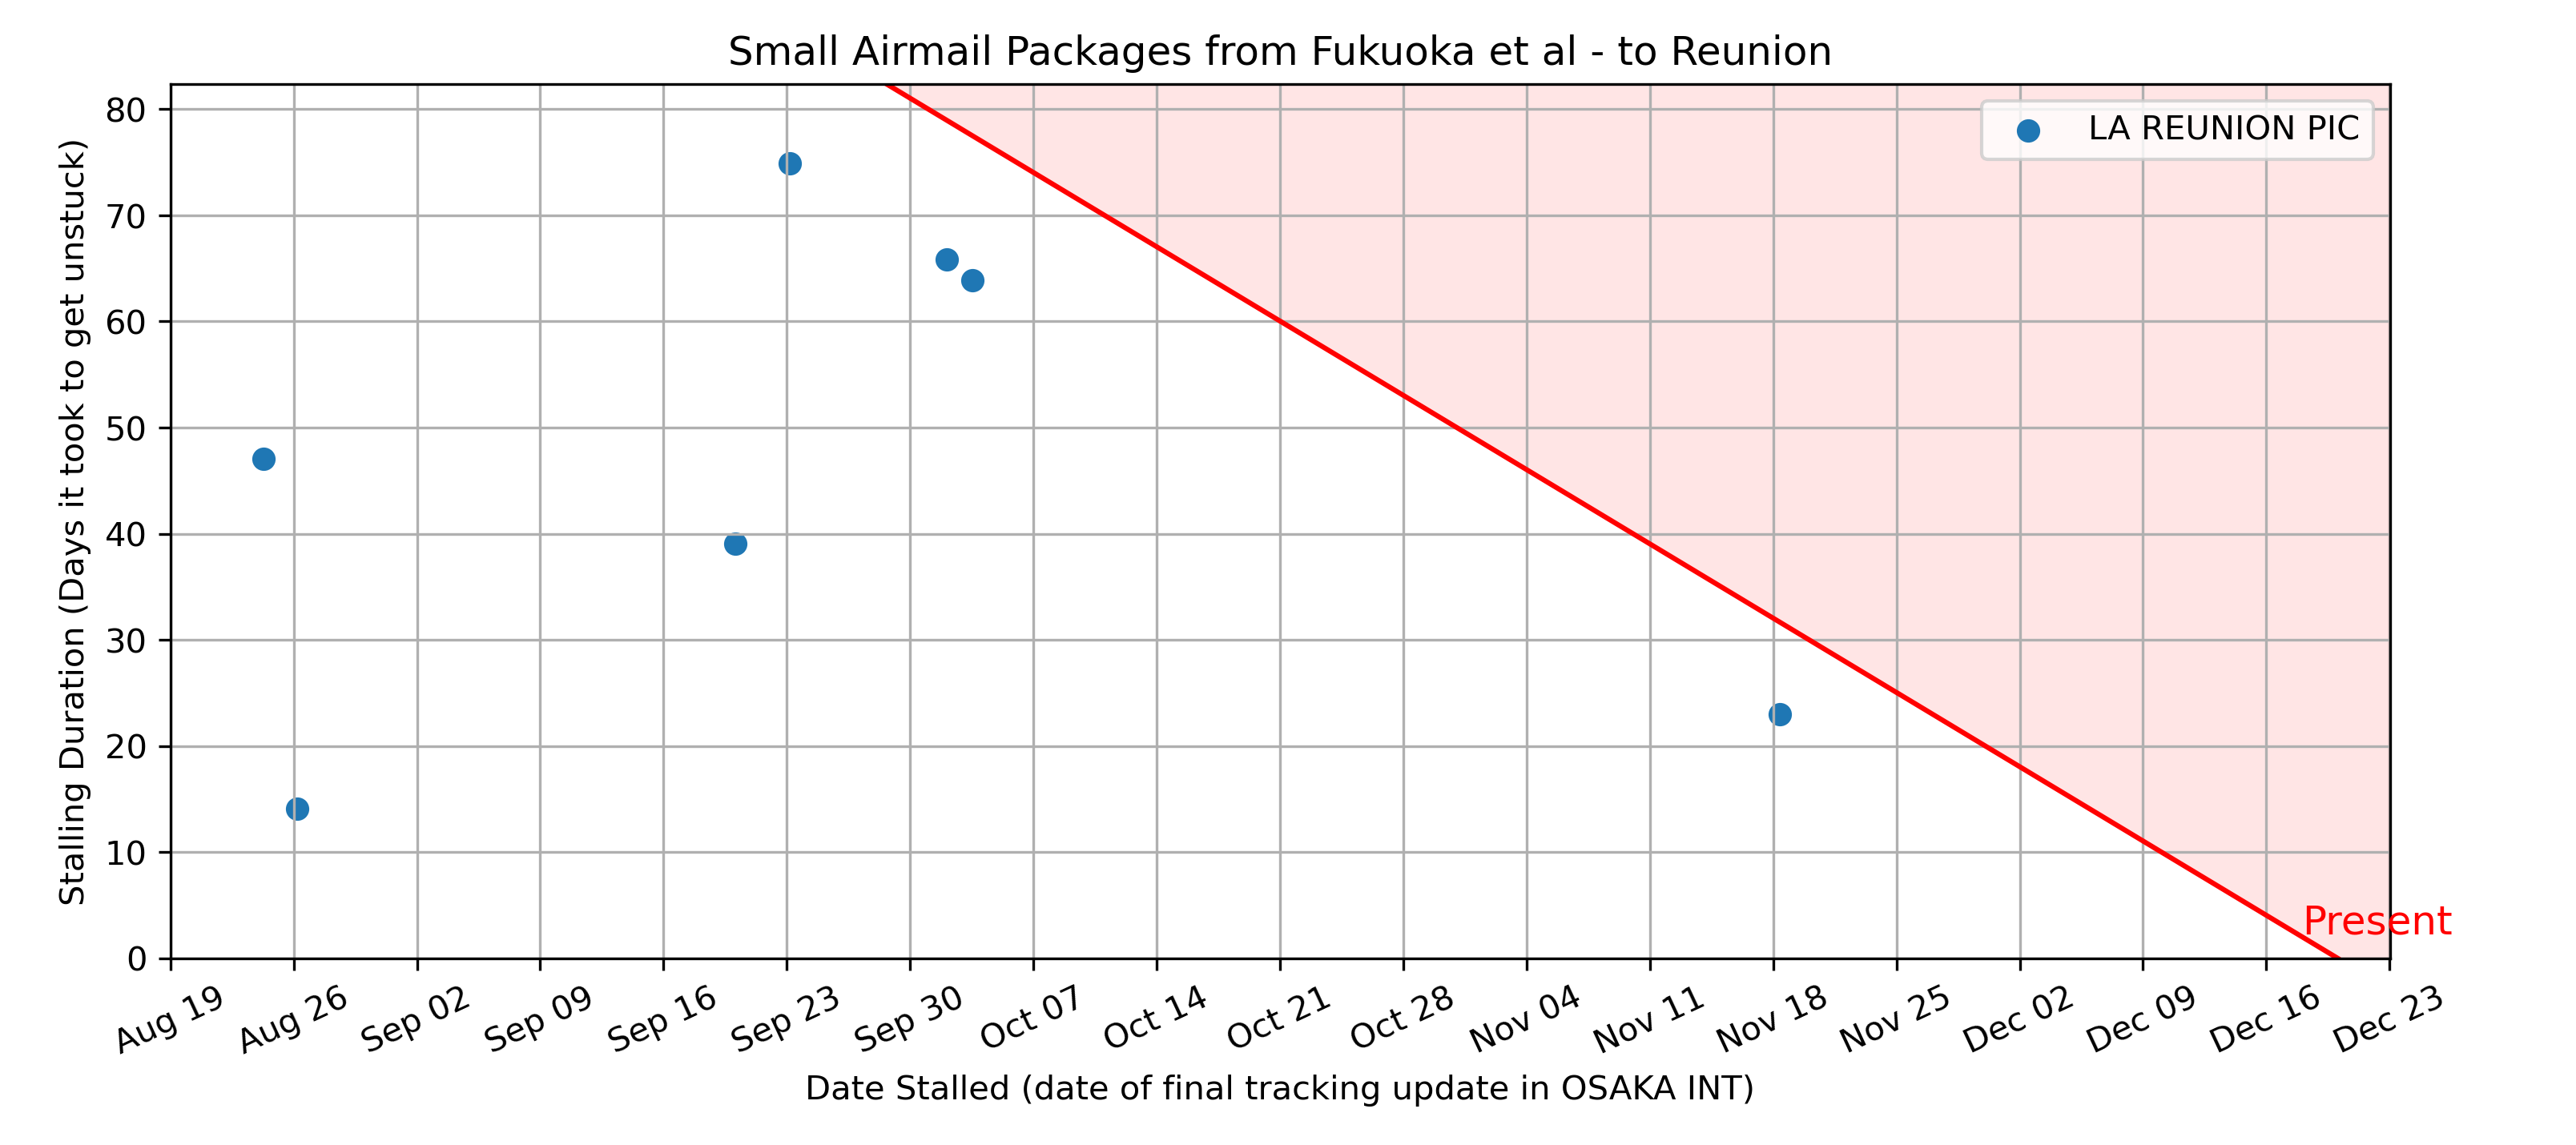 Small Airmail Packages from Fukuoka et al - to Reunion
LA REUNION PIC
Stalling Duration (Days it took to get unstuck)
80
70
60
50
40
30
20
10
0
Present
Aug 19
Aug 26
Sep 02
Sep 09
Sep 16
Sep 23
Sep 30
Oct 07
Oct 14
Oct 21
Oct 28
Nov 04
Nov 11
Nov 18
Nov 25
Dec 02
Dec 09
Dec 16
Dec 23
Date Stalled (date of final tracking update in OSAKA INT)